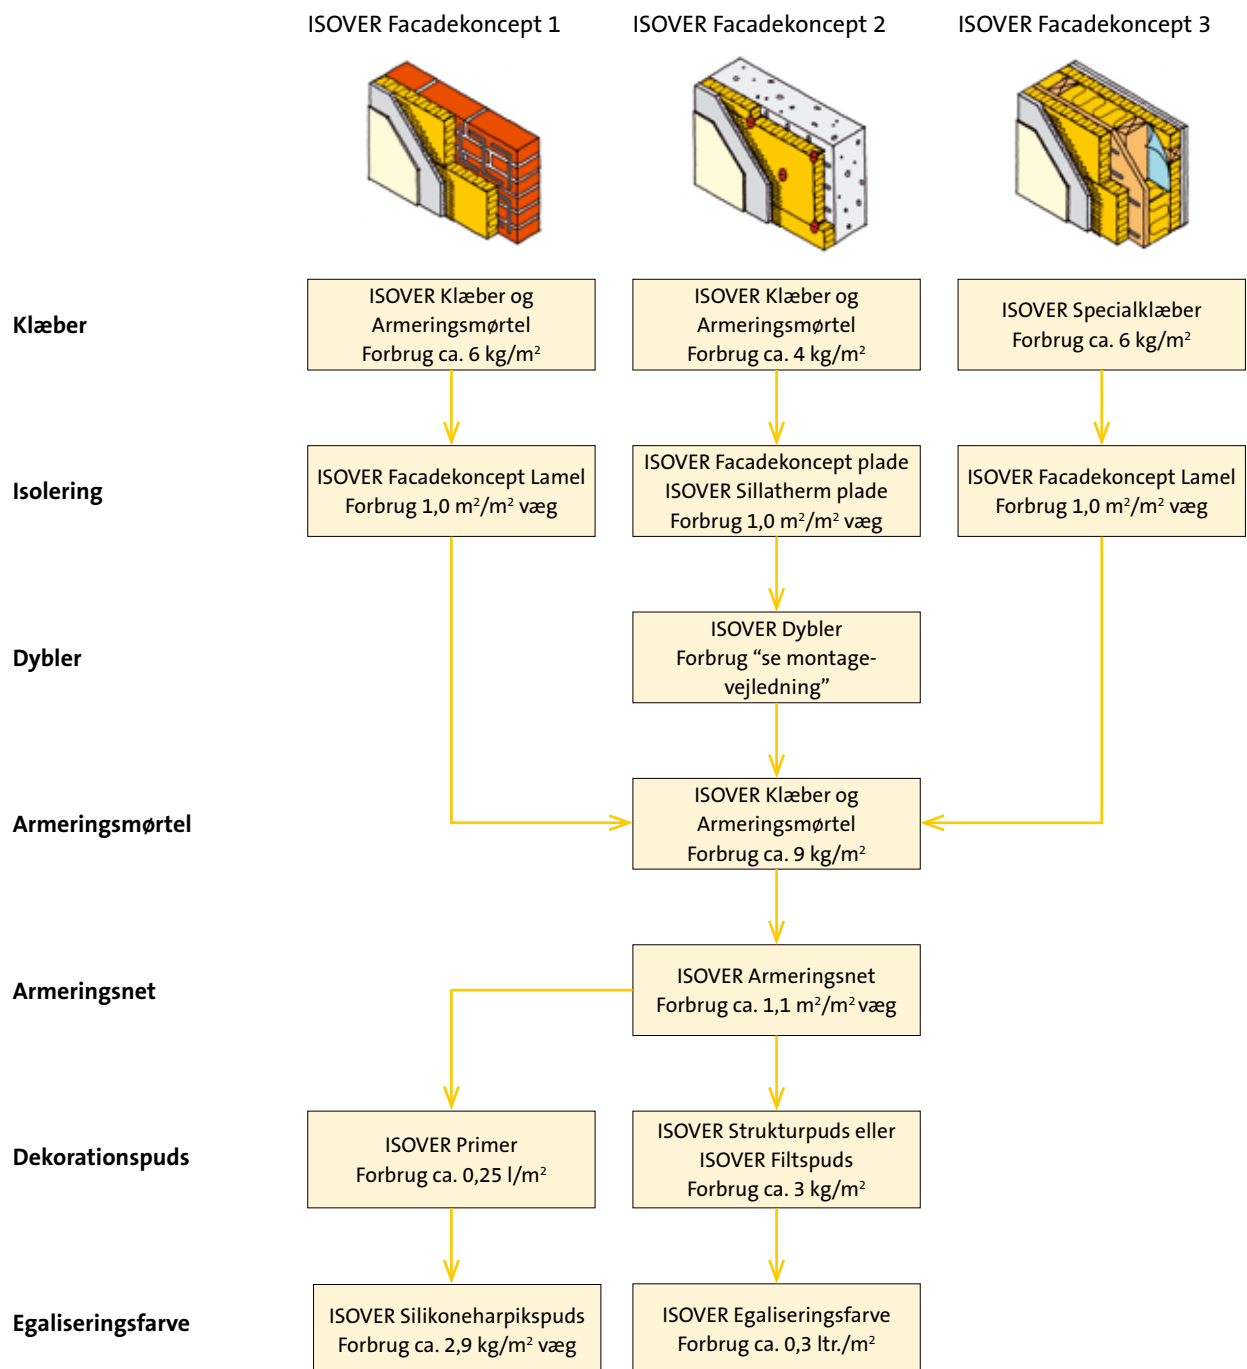 ISOVER Facadekoncept 1
ISOVER Facadekoncept 2
ISOVER Facadekoncept 3
Klæber
ISOVER Klæber og
Armeringsmørtel
Forbrug ca. 6 kg/m²
ISOVER Klæber og
Armeringsmørtel
Forbrug ca. 4 kg/m²
ISOVER Specialklæber
Forbrug ca. 6 kg/m²
Isolering
ISOVER Facadekoncept Lamel
Forbrug 1,0 m²/m² væg
ISOVER Facadekoncept plade
ISOVER Sillatherm plade
Forbrug 1,0 m²/m² væg
ISOVER Facadekoncept Lamel
Forbrug 1,0 m²/m² væg
Dybler
ISOVER Dybler
Forbrug “se montage-
vejledning”
Armeringsmørtel
ISOVER Klæber og
Armeringsmørtel
Forbrug ca. 9 kg/m²
Armeringsnet
ISOVER Armeringsnet
Forbrug ca. 1,1 m²/m² væg
Dekorationspuds
ISOVER Primer
Forbrug ca. 0,25 l/m²
ISOVER Strukturpuds eller
ISOVER Filtspuds
Forbrug ca. 3 kg/m²
Egaliseringsfarve
ISOVER Silikoneharpikspuds
Forbrug ca. 2,9 kg/m² væg
ISOVER Egaliseringsfarve
Forbrug ca. 0,3 ltr./m²